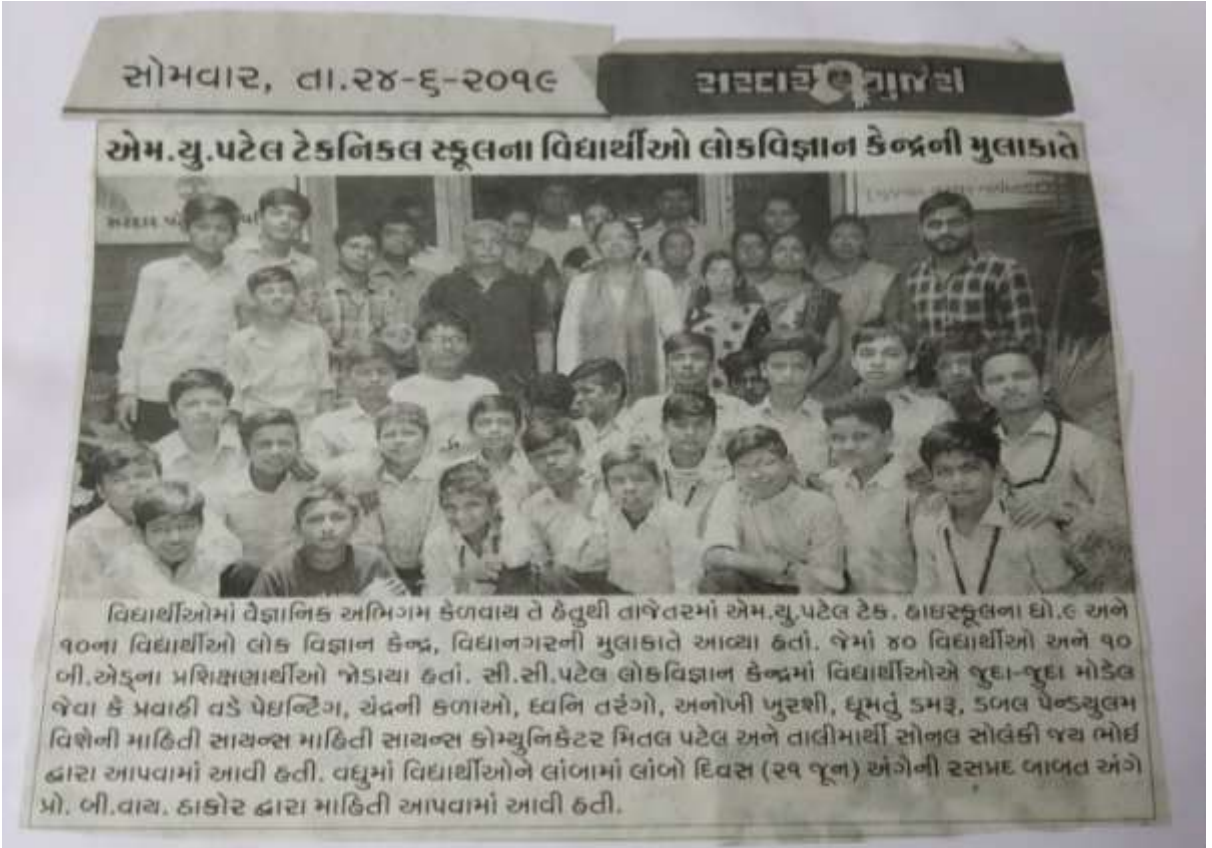 સોમવાર, તા.૨૪-૬-૨૦૧૯
સરદાર ગુર્જરી
એમ.યુ.પટેલ ટેકનિકલ સ્કૂલના વિદ્યાર્થીઓ લોકવિજ્ઞાન કેન્દ્રની મુલાકાતે
સરદાર
વિદ્યાર્થીઓમાં વૈજ્ઞાનિક અભિગમ કેળવાય તે હેતુથી તાજેતરમાં એમ.યુ.પટેલ ટેક. હાઇસ્કૂલના ધો.૯ અને
૧૦ના વિદ્યાર્થીઓ લોક વિજ્ઞાન કેન્દ્ર, વિદ્યાનગરની મુલાકાતે આવ્યા હતાં. જેમાં ૪૦ વિદ્યાર્થીઓ અને ૧૦
બી.એડ્ના પ્રશિક્ષણાર્થીઓ જોડાયા હતાં. સી.સી.પટેલ લોકવિજ્ઞાન કેન્દ્રમાં વિદ્યાર્થીઓએ જુદા-જુદા મોડેલ
જેવા કે પ્રવાહી વડે પેઇન્ટિંગ, ચંદ્રની કળાઓ, ધ્વનિ તરંગો, અનોખી ખુરશી, ઘૂમતું ડમરૂ, ડબલ પેન્ડયુલમ
વિશેની માહિતી સાયન્સ માહિતી સાયન્સ કોમ્યુનિકેટર મિતલ પટેલ અને તાલીમાર્થી સોનલ સોલંકી જય ભોઈ
દ્વારા આપવામાં આવી હતી. વધુમાં વિદ્યાર્થીઓને લાંબામાં લાંબો દિવસ (૨૧ જૂન) અંગેની રસપ્રદ બાબત અંગે
પ્રો. બી.વાય. ઠાકોર દ્વારા માહિતી આપવામાં આવી હતી.